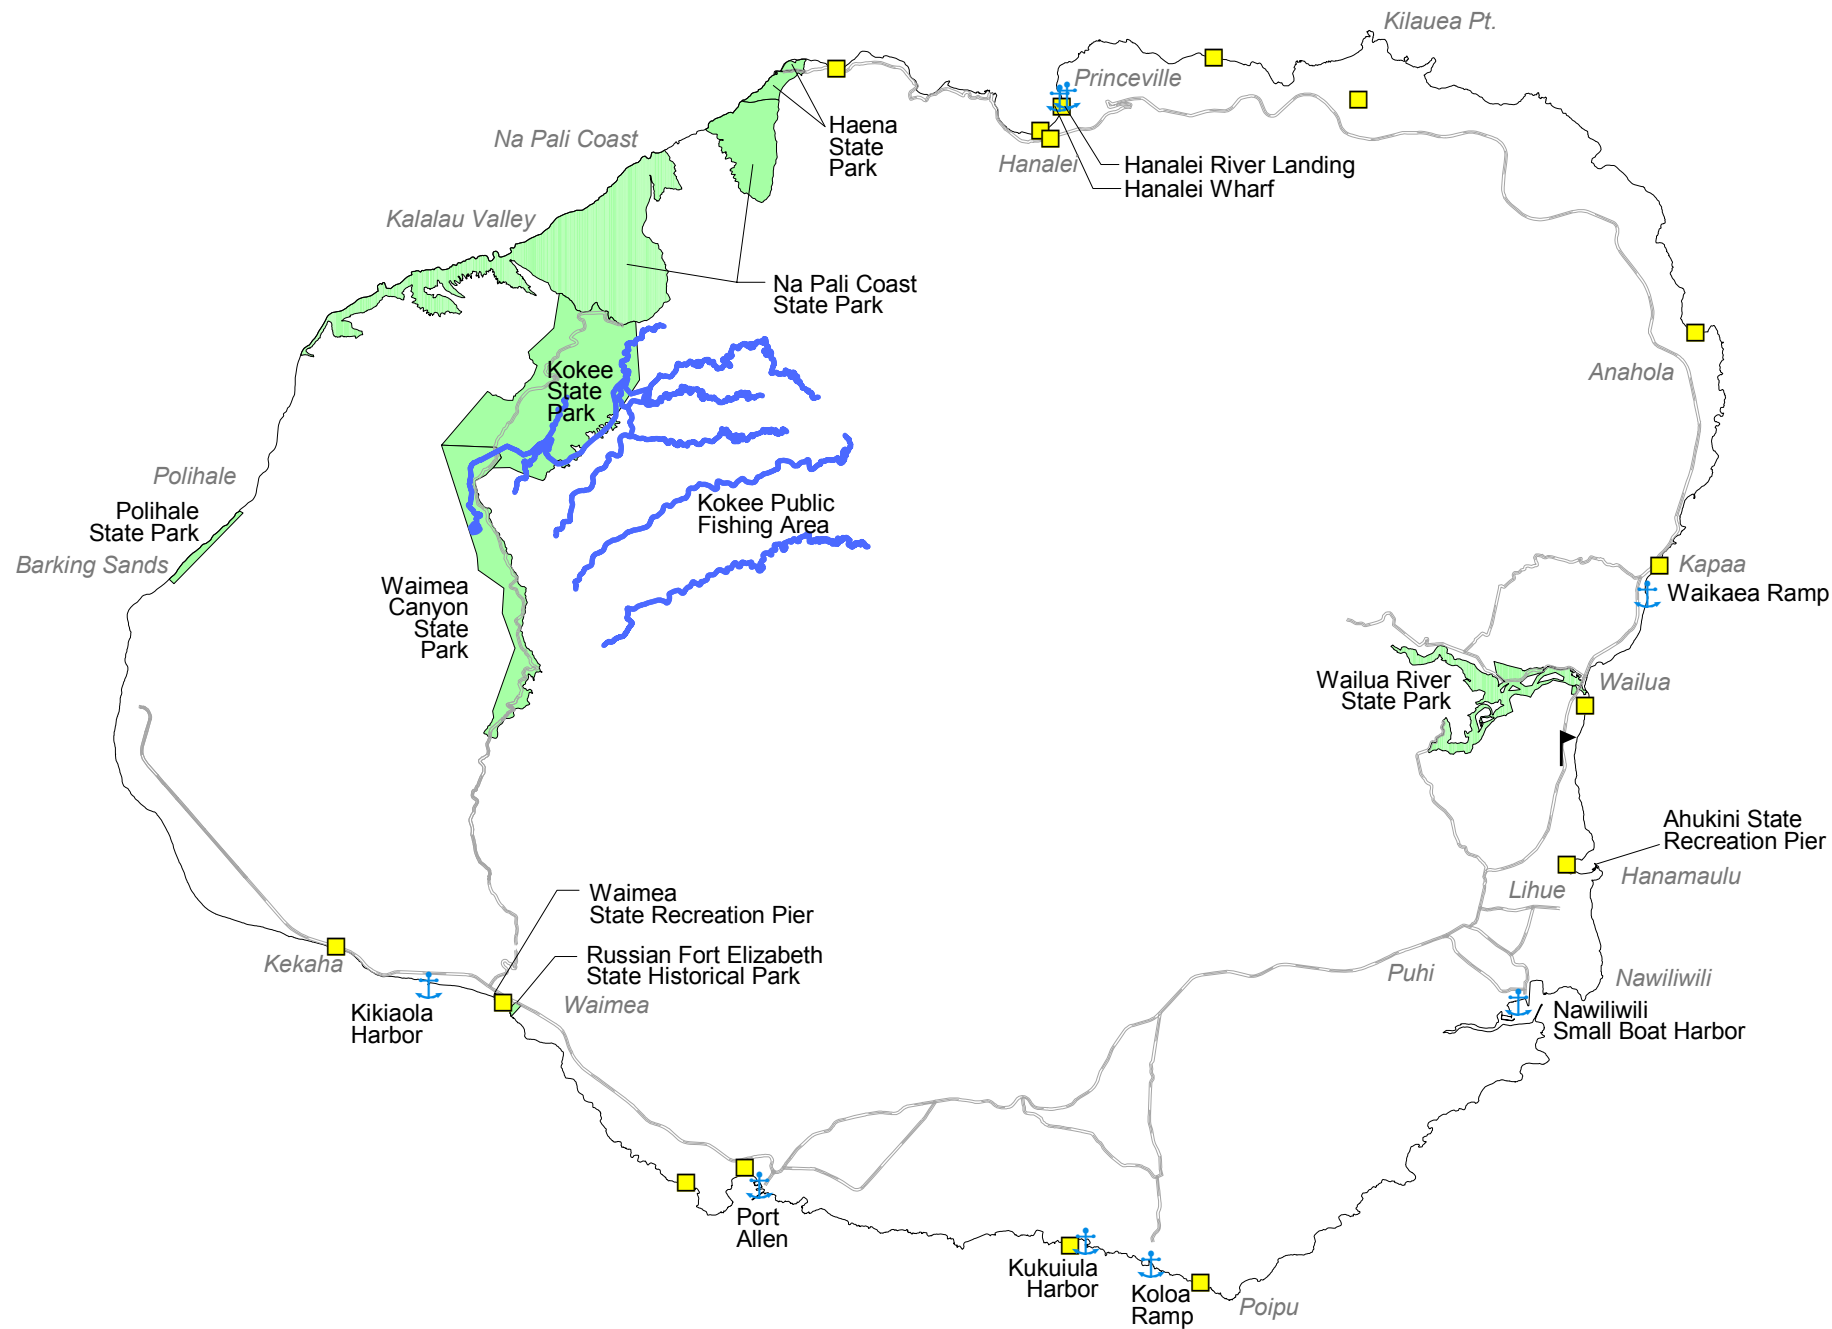 Kilauea Pt.
Princeville
Haena
State
Park
Na Pali Coast
Hanalei
Hanalei River Landing
Hanalei Wharf
Kalalau Valley
Na Pali Coast
State Park
Kokee
State
Park
Anahola
Polihale
Polihale
State Park
Kokee Public
Fishing Area
Barking Sands
Kapaa
Waikaea Ramp
Waimea
Canyon
State
Park
Wailua River
State Park
Wailua
Ahukini State
Recreation Pier
Hanamaulu
Lihue
Waimea
State Recreation Pier
Russian Fort Elizabeth
State Historical Park
Kekaha
Waimea
Puhi
Nawiliwili
Kikiaola
Harbor
Nawiliwili
Small Boat Harbor
Port
Allen
Kukuiula
Harbor
Koloa
Ramp
Poipu